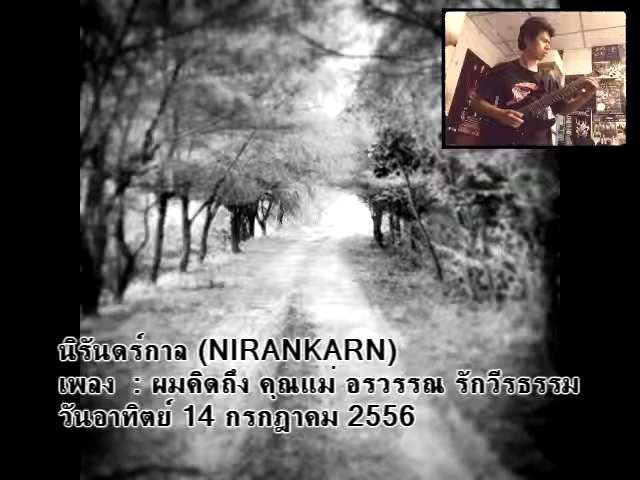 นิรันดร์กาล (NIRANKARN)
เพลง : ผมคิดถึง คุณแม่ อรวรรณ รักวีรธรรม
วันอาทิตย์ 14 กรกฎาคม 2556